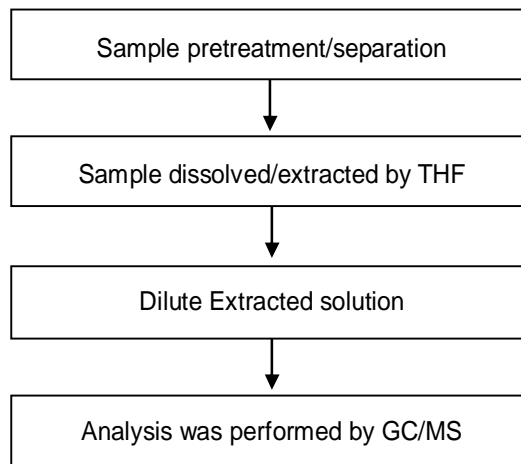 Sample pretreatment/separation
Sample dissolved/extracted by THF
Dilute Extracted solution
Analysis was performed by GC/MS